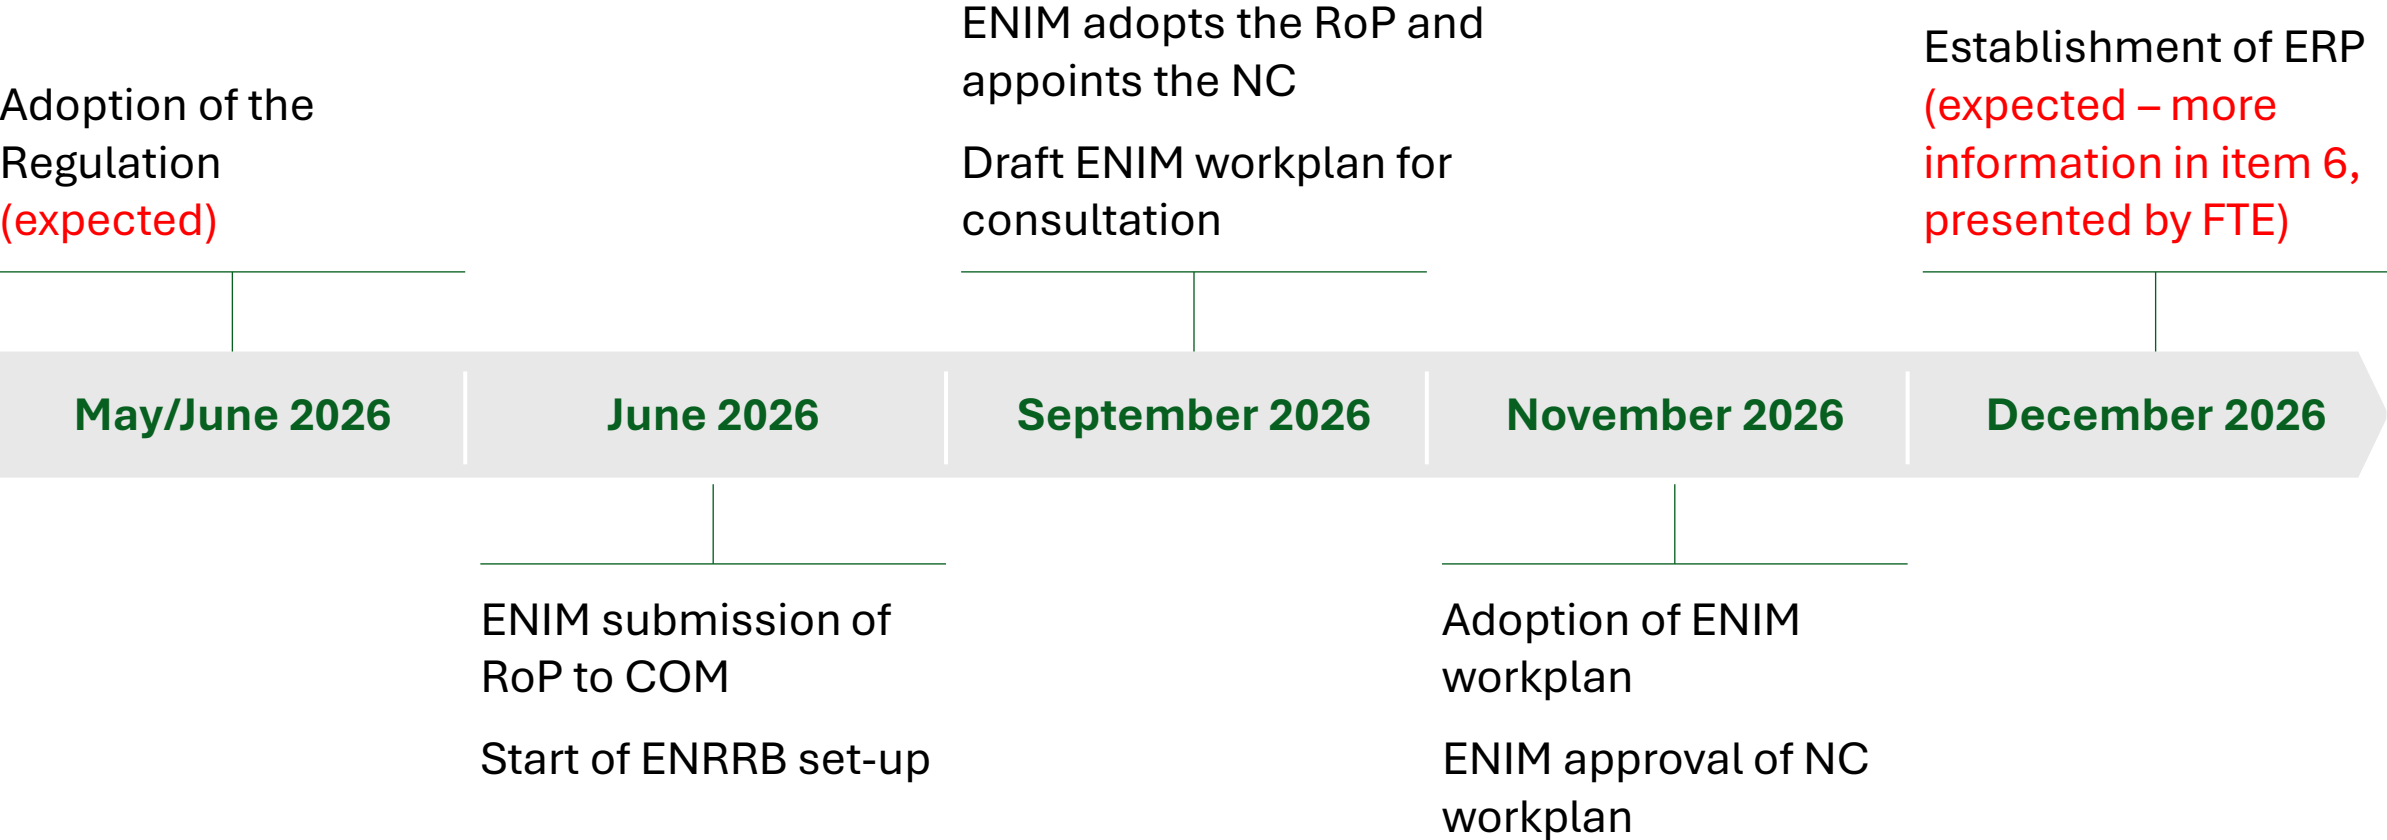 Adoption of the
Regulation
(expected)
ENIM adopts the RoP and
appoints the NC
Draft ENIM workplan for
consultation
Establishment of ERP
(expected – more
information in item 6,
presented by FTE)
May/June 2026
June 2026
September 2026
November 2026
December 2026
ENIM submission of
RoP to COM
Start of ENRRB set-up
Adoption of ENIM
workplan
ENIM approval of NC
workplan